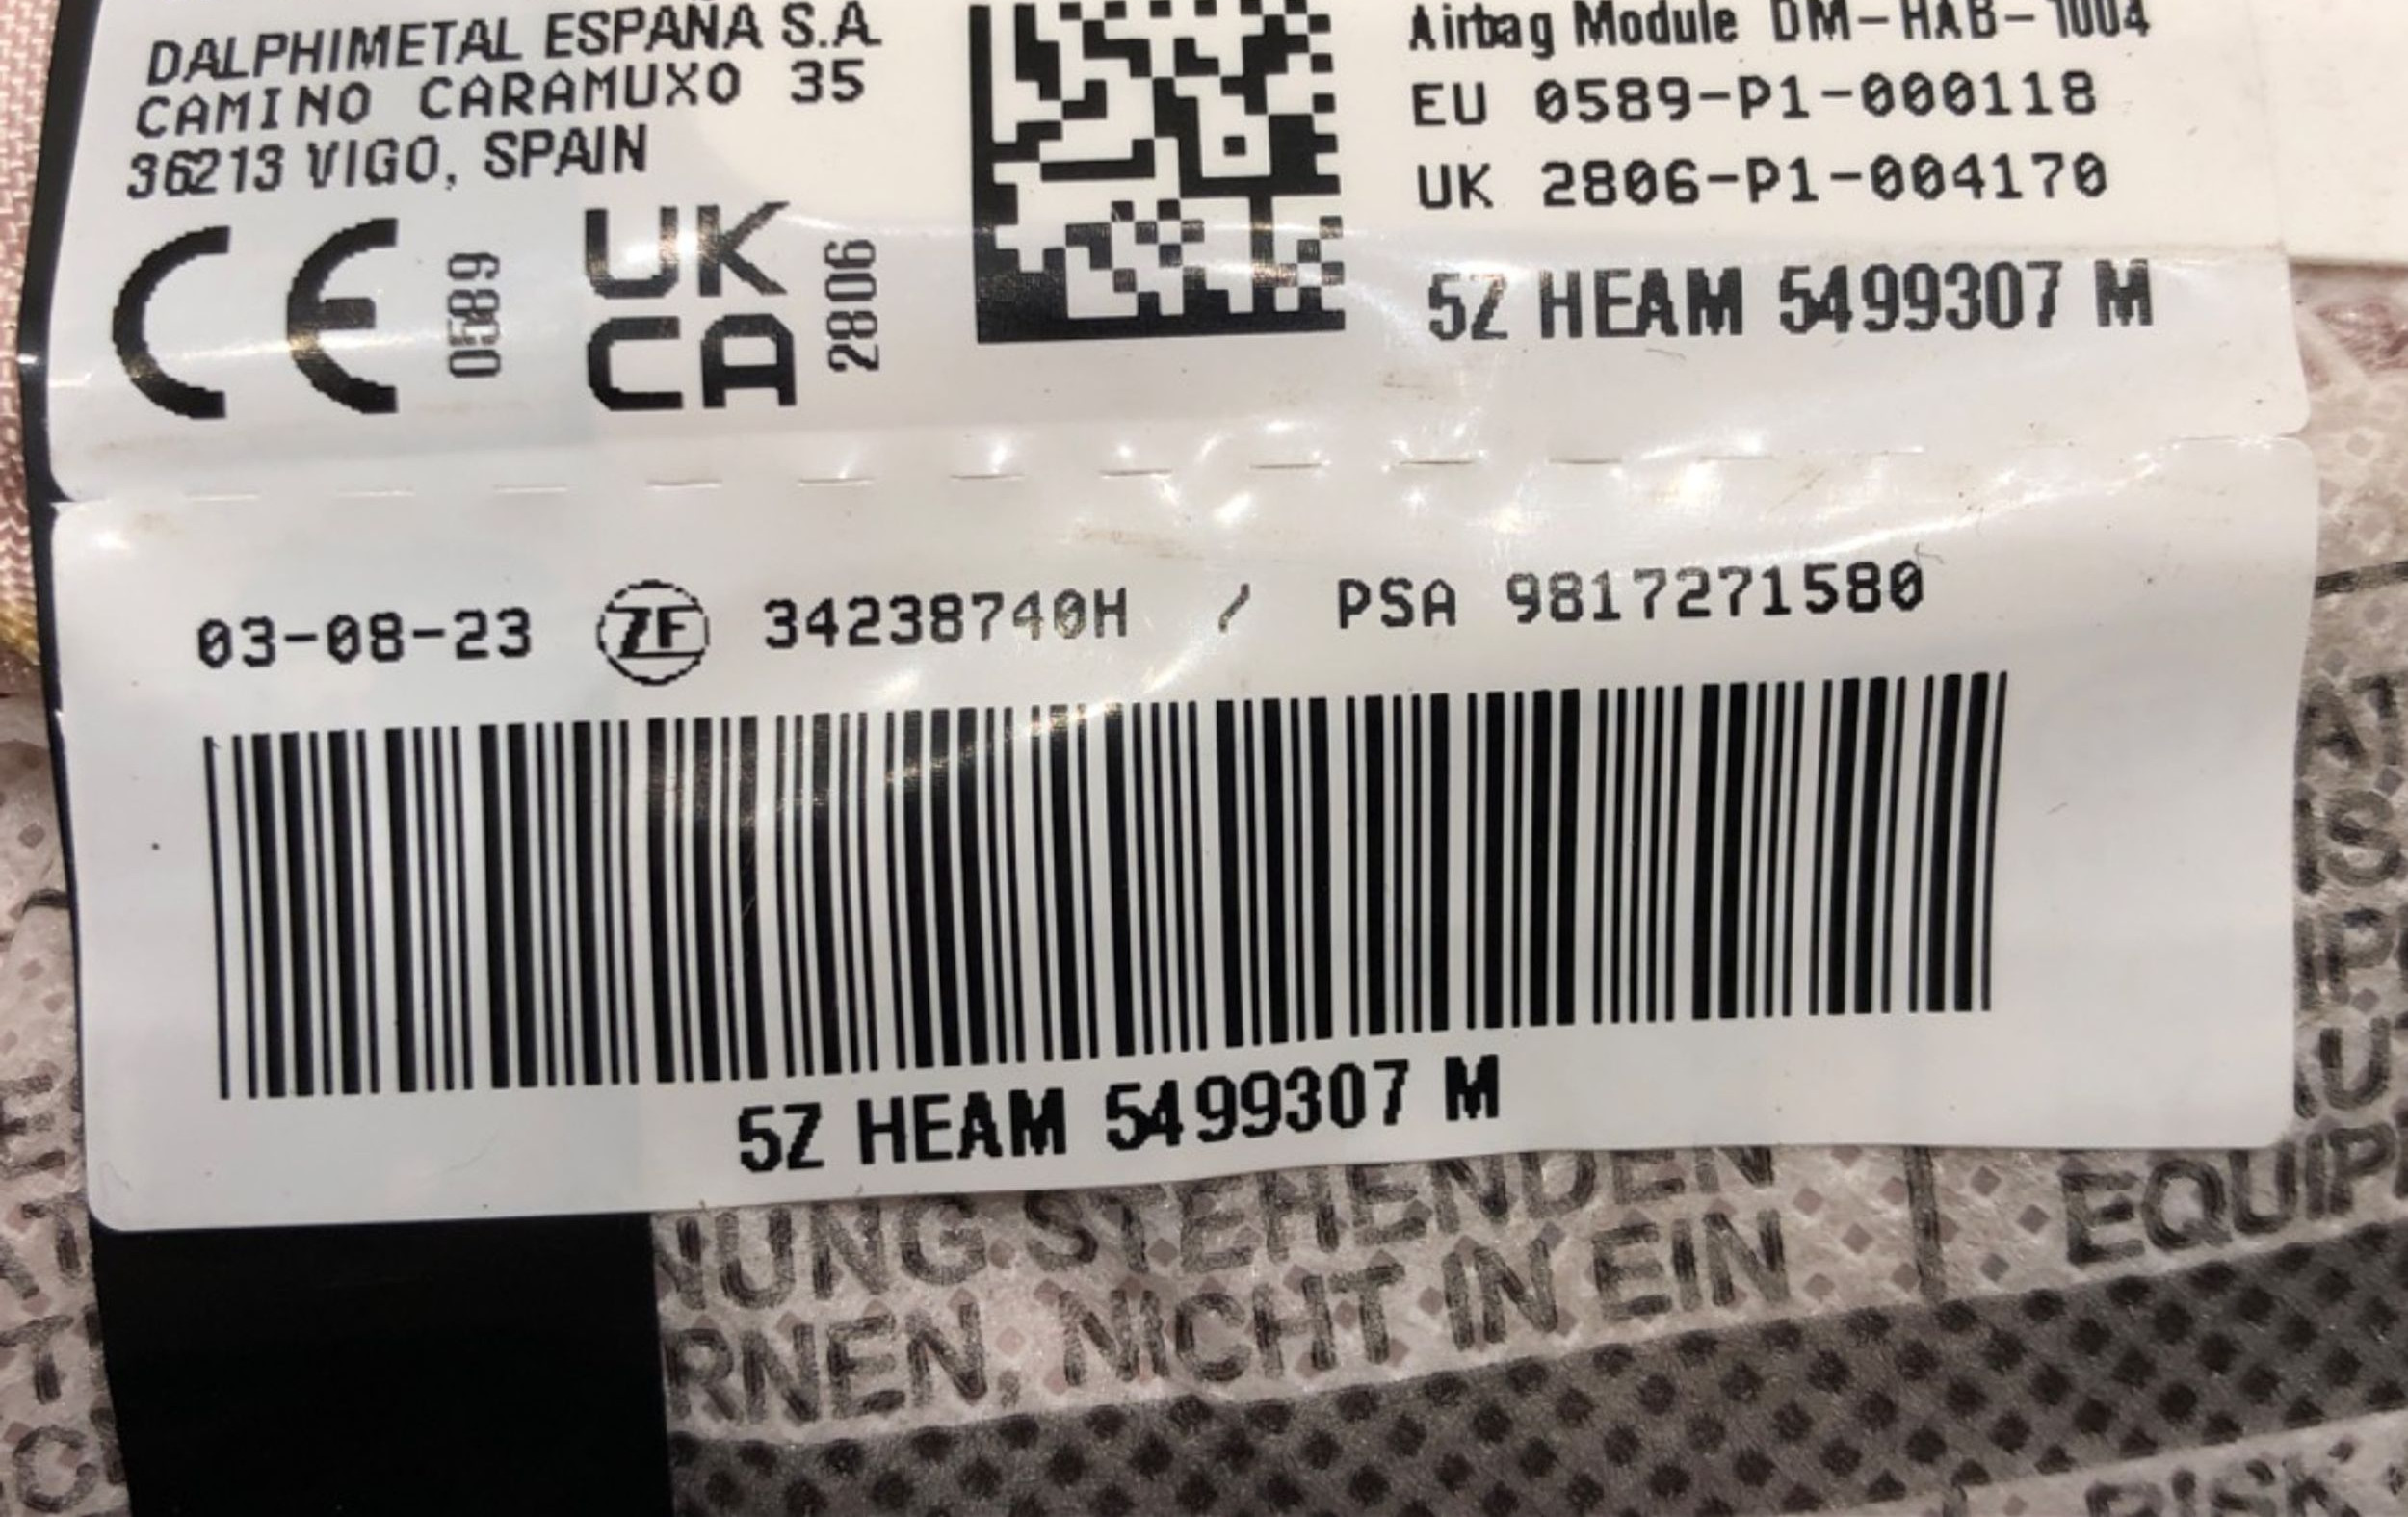 DALPHIMETAL ESPAÑA S.A.
CAMINO CARAMUXO 35
36213 VIGO, SPAIN
CE 0589
UK
CA 2806
Airbag Module DM-HAB-1004
EU 0589-P1-000118
UK 2806-P1-004170
5Z HEAM 5499307 M
03-08-23 ZF 34238740H / PSA 9817271580
5Z HEAM 5499307 M
NUNG STEHENDEN
RNEN, NICHT IN EIN
EQUIP
RISK